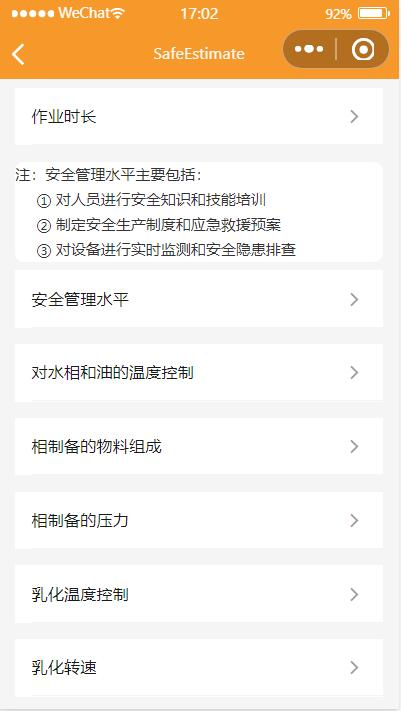 WeChat 17:02 92%
SafeEstimate
作业时长
注：安全管理水平主要包括：
① 对人员进行安全知识和技能培训
② 制定安全生产制度和应急救援预案
③ 对设备进行实时监测和安全隐患排查
安全管理水平
对水相和油的温度控制
相制备的物料组成
相制备的压力
乳化温度控制
乳化转速